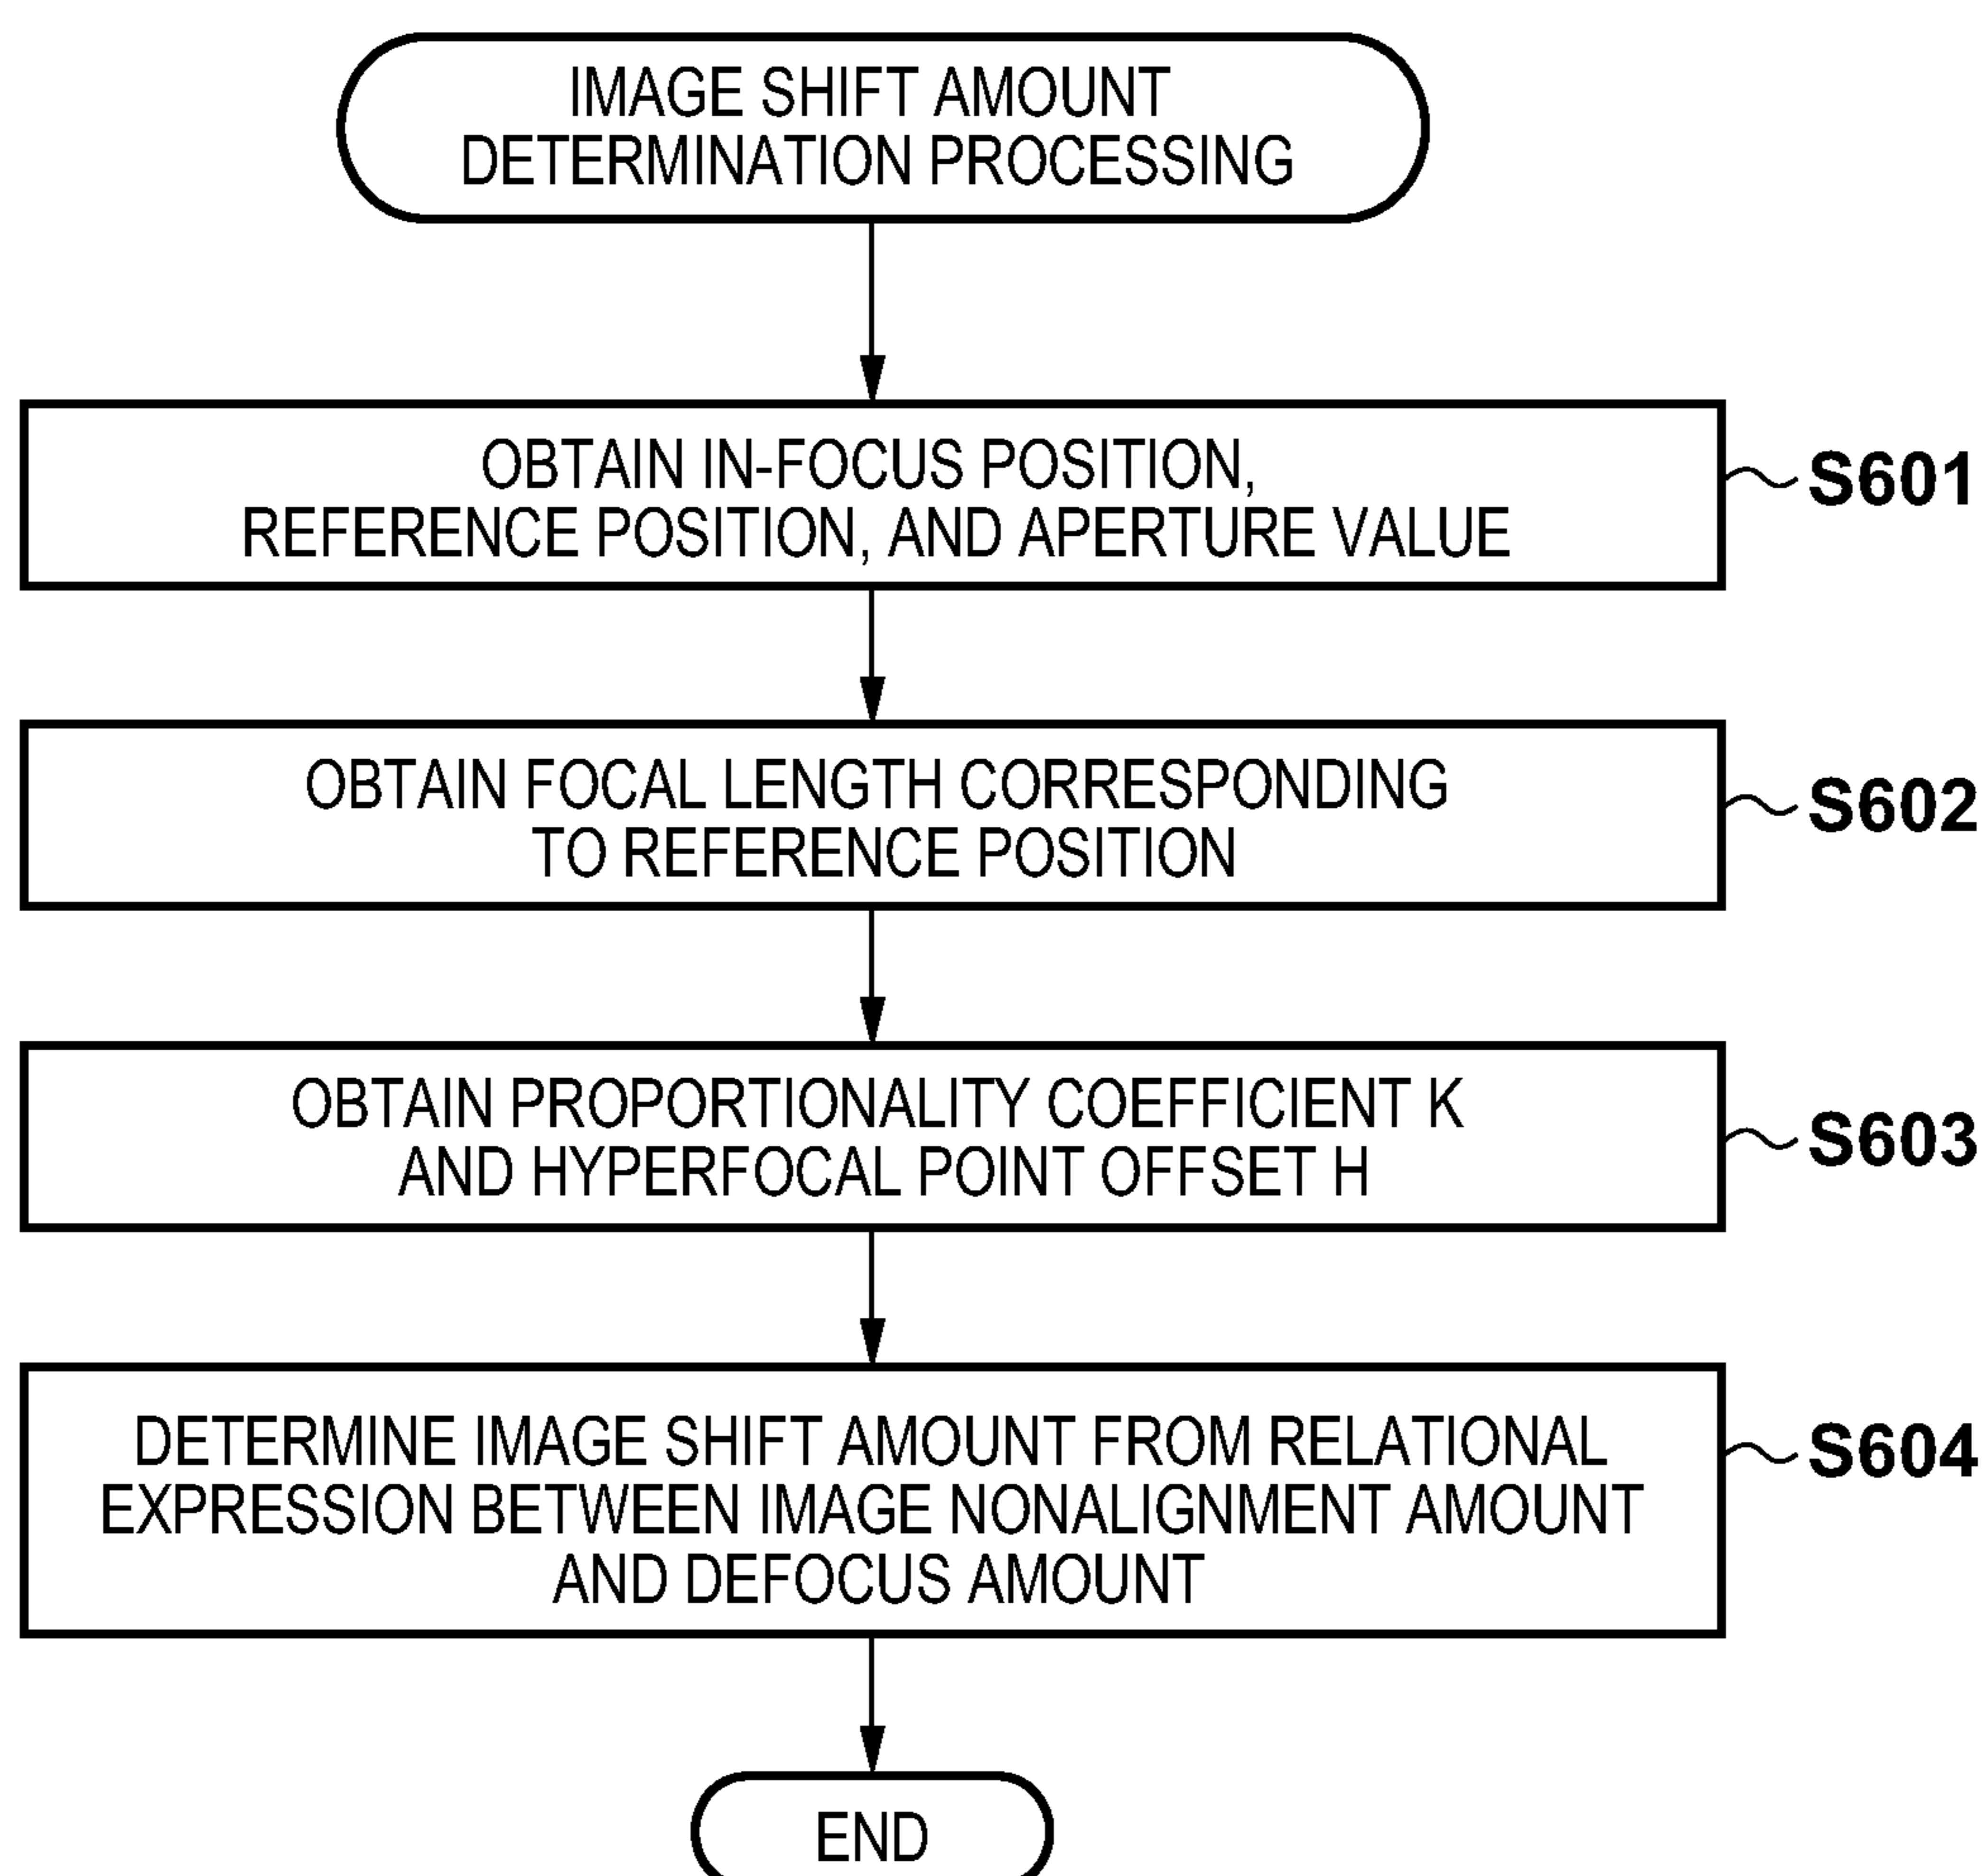 IMAGE SHIFT AMOUNT
DETERMINATION PROCESSING
OBTAIN IN-FOCUS POSITION,
REFERENCE POSITION, AND APERTURE VALUE
S601
OBTAIN FOCAL LENGTH CORRESPONDING
TO REFERENCE POSITION
S602
OBTAIN PROPORTIONALITY COEFFICIENT K
AND HYPERFOCAL POINT OFFSET H
S603
DETERMINE IMAGE SHIFT AMOUNT FROM RELATIONAL
EXPRESSION BETWEEN IMAGE NONALIGNMENT AMOUNT
AND DEFOCUS AMOUNT
S604
END